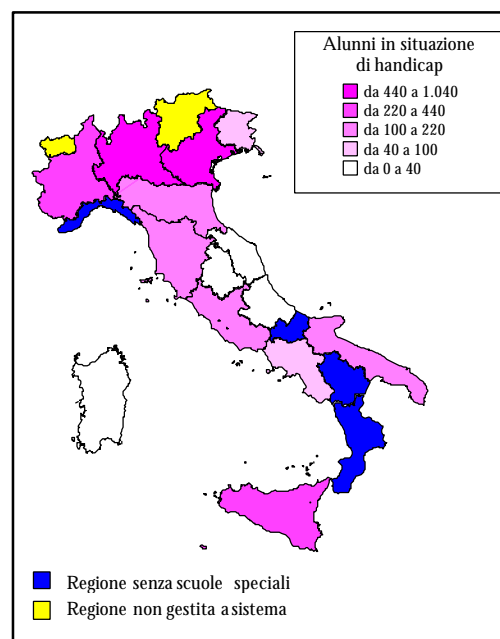 Alunni in situazione
di handicap
da 440 a 1.040
da 220 a 440
da 100 a 220
da 40 a 100
da 0 a 40
Regione senza scuole speciali
Regione non gestita a sistema